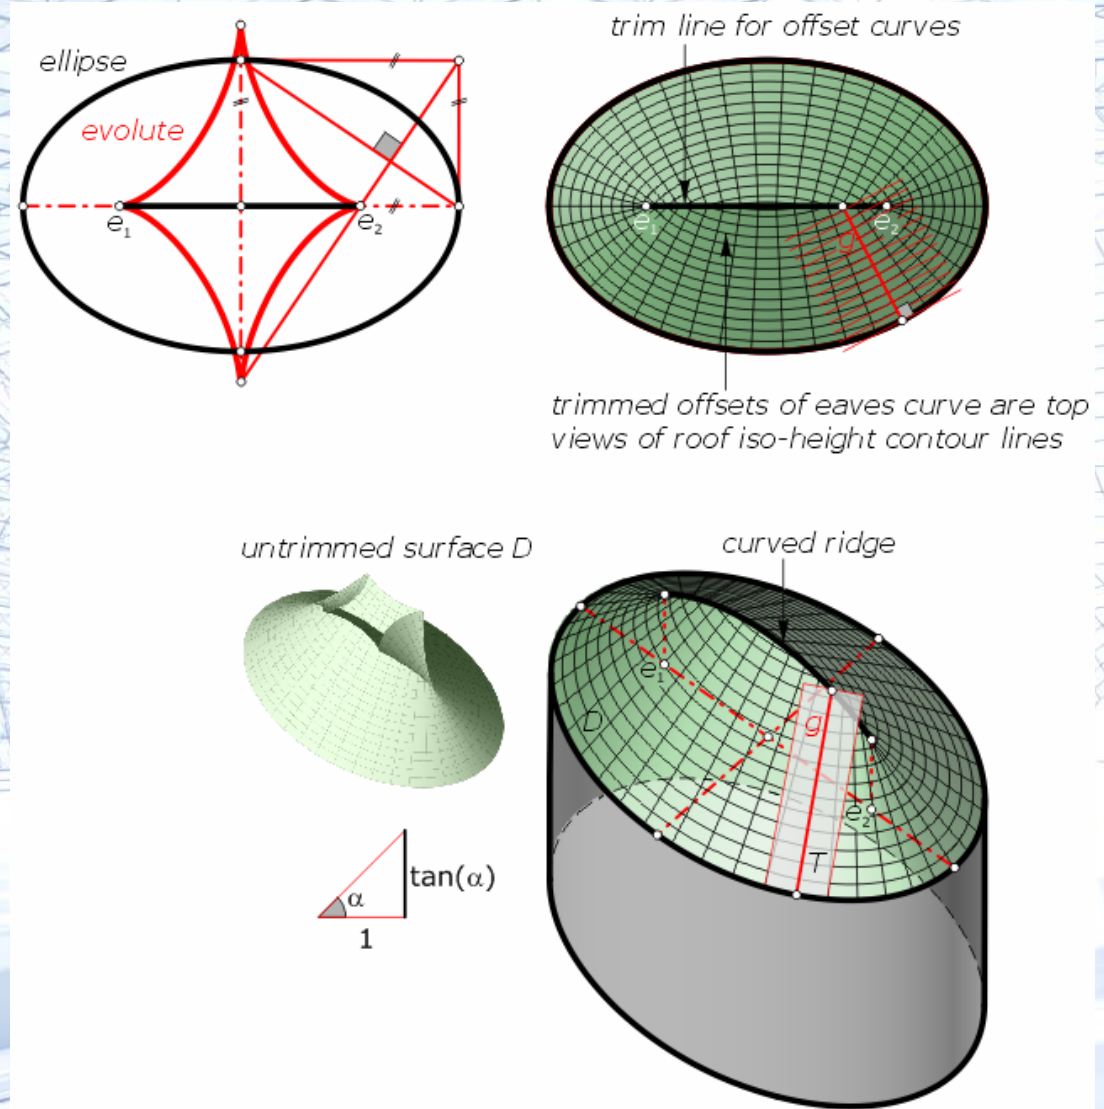 ellipse
evolute
e1
e2
trim line for offset curves
e1
e2
g
trimmed offsets of eaves curve are top
views of roof iso-height contour lines
untrimmed surface D
curved ridge
e1
D
g
e2
T
tan(α)
α
1